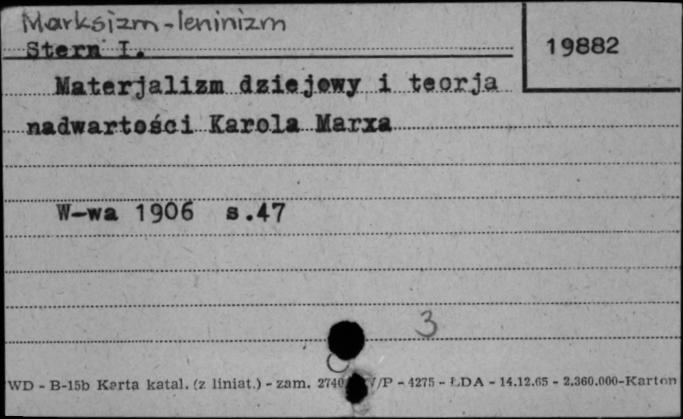 Marksizm-leninizm
19882
Stern I.
Materjalizm dziejowy i teorja
nadwartości Karola Marxa
W-wa 1906 s.47
3
WD - B-15b Karta katal. (z liniat.) - zam. 2740 /P - 4275 - ŁDA - 14.12.65 - 2.360.000-Karton